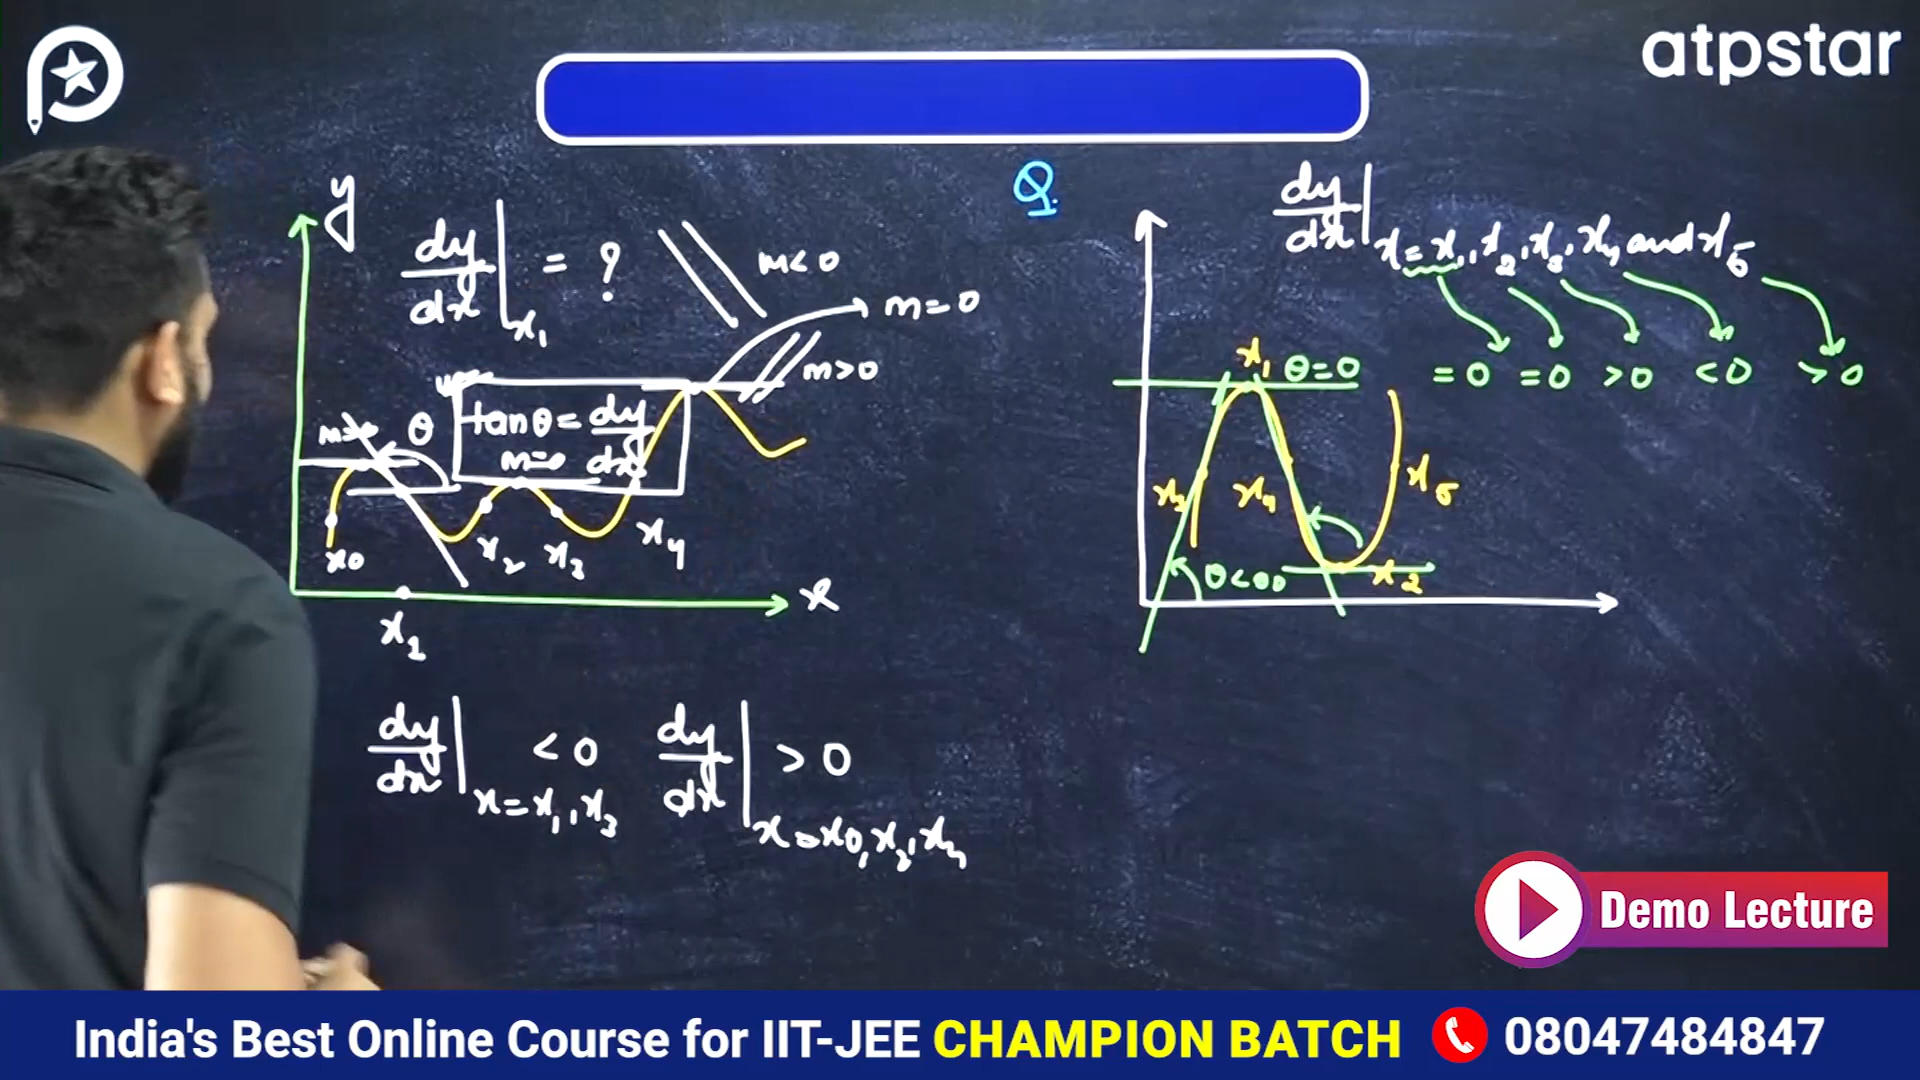 atpstar
y
dy/dx |x₁ = ?
m<0
m=0
m>0
θ
tanθ = dy/dx
m=0
x0
x₂
x₃
x4
x
x₁
dy/dx |x=x₁,x₃ <0
dy/dx |x=x0,x₂,x4 >0
Q.
dy/dx |x=x₁,x₂,x₃,x4 and x5
=0 =0 >0 <0 >0
x₁ θ=0
x₃
x4
x5
θ<90
x₂
Demo Lecture
India's Best Online Course for IIT-JEE CHAMPION BATCH 08047484847